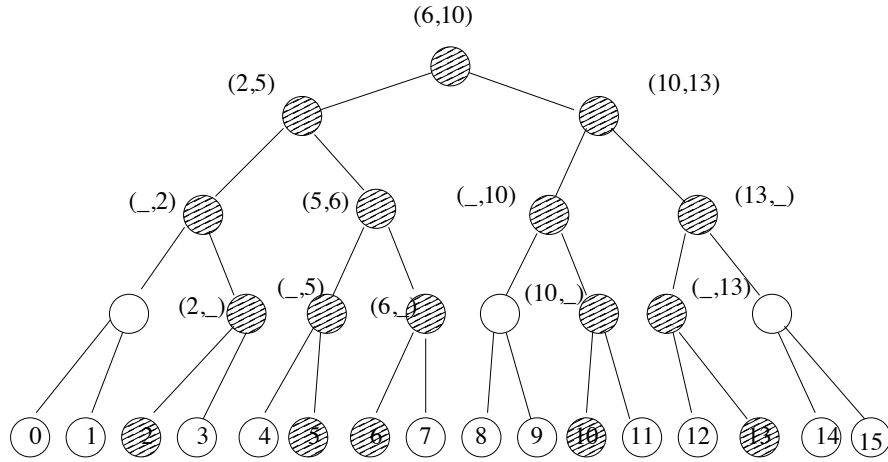 (6,10)
(2,5) (10,13)
(_,2) (5,6) (_,10) (13,_)
(2,_) (_,5) (6,_) (10,_) (_,13)
0 1 2 3 4 5 6 7 8 9 10 11 12 13 14 15